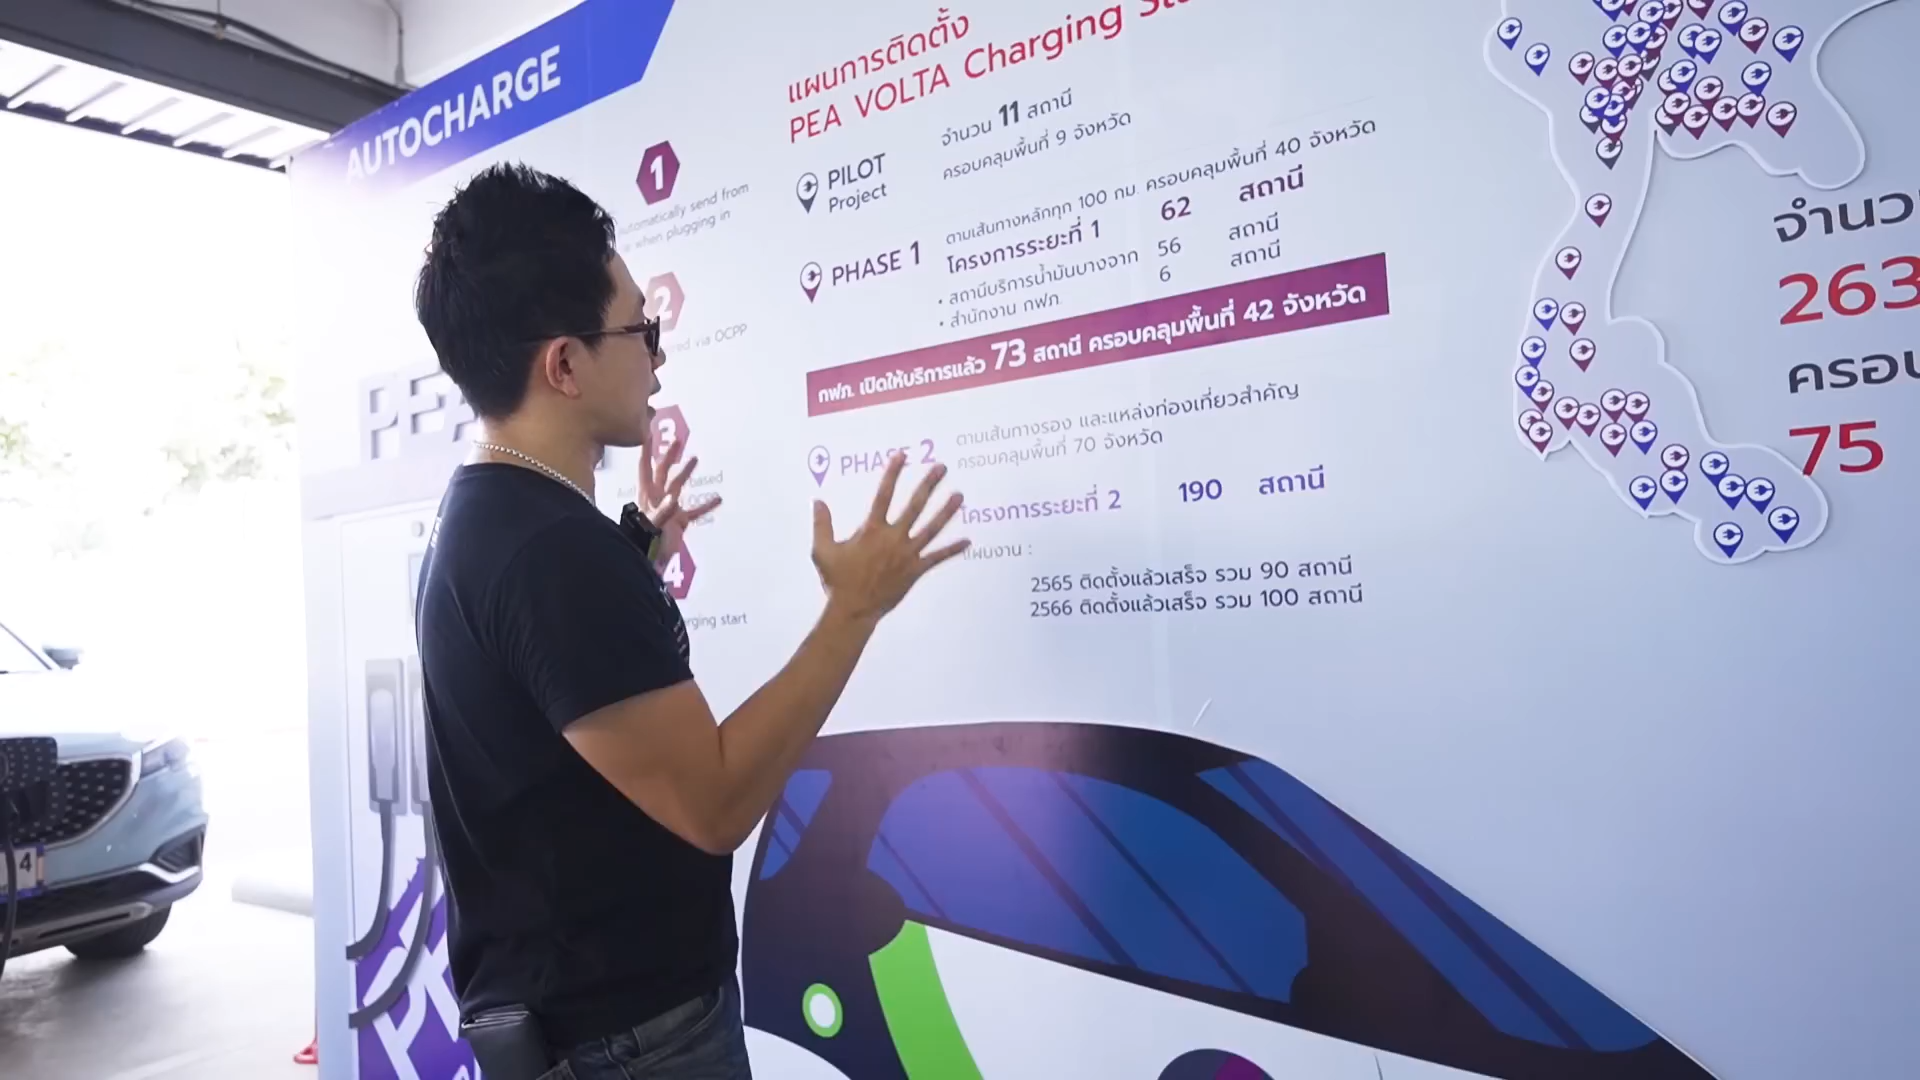 AUTOCHARGE
1
automatically send from
when plugging in
2
via OCPP
3
based
OCPP
4
start
PEA
4
แผนการติดตั้ง
PEA VOLTA Charging
PILOT
Project
จำนวน 11 สถานี
ครอบคลุมพื้นที่ 9 จังหวัด
PHASE 1
ตามเส้นทางหลักทุก 100 กม. ครอบคลุมพื้นที่ 40 จังหวัด
โครงการระยะที่ 1 62 สถานี
• สถานีบริการน้ำมันบางจาก 56 สถานี
• สำนักงาน กฟภ. 6 สถานี
กฟภ. เปิดให้บริการแล้ว 73 สถานี ครอบคลุมพื้นที่ 42 จังหวัด
PHASE 2
ตามเส้นทางรอง และแหล่งท่องเที่ยวสำคัญ
ครอบคลุมพื้นที่ 70 จังหวัด
โครงการระยะที่ 2 190 สถานี
แผนงาน :
2565 ติดตั้งแล้วเสร็จ รวม 90 สถานี
2566 ติดตั้งแล้วเสร็จ รวม 100 สถานี
จำนว
263
ครอบ
75